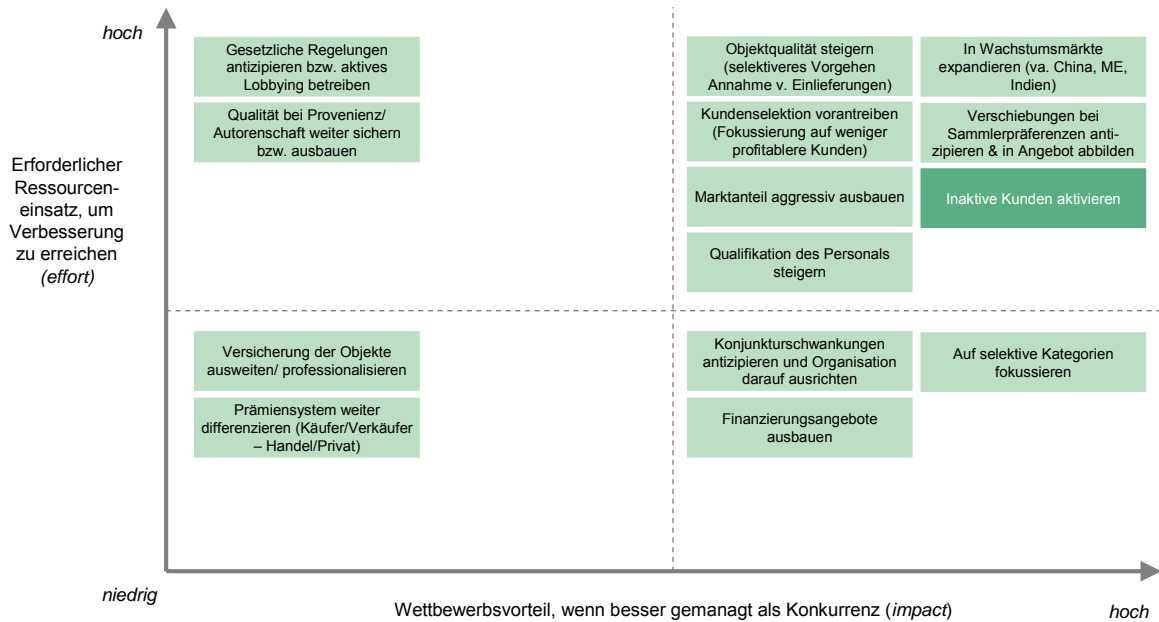 hoch
Erforderlicher
Ressourcen-
einsatz, um
Verbesserung
zu erreichen
(effort)
Gesetzliche Regelungen
antizipieren bzw. aktives
Lobbying betreiben
Qualität bei Provenienz/
Autorenschaft weiter sichern
bzw. ausbauen
Objektqualität steigern
(selektiveres Vorgehen
Annahme v. Einlieferungen)
In Wachstumsmärkte
expandieren (va. China, ME,
Indien)
Kundenselektion vorantreiben
(Fokussierung auf weniger
profitablere Kunden)
Verschiebungen bei
Sammlerpräferenzen anti-
zipieren & in Angebot abbilden
Marktanteil aggressiv ausbauen
Inaktive Kunden aktivieren
Qualifikation des Personals
steigern
Versicherung der Objekte
ausweiten/ professionalisieren
Prämiensystem weiter
differenzieren (Käufer/Verkäufer
– Handel/Privat)
Konjunkturschwankungen
antizipieren und Organisation
darauf ausrichten
Auf selektive Kategorien
fokussieren
Finanzierungsangebote
ausbauen
niedrig
Wettbewerbsvorteil, wenn besser gemanagt als Konkurrenz (impact)
hoch